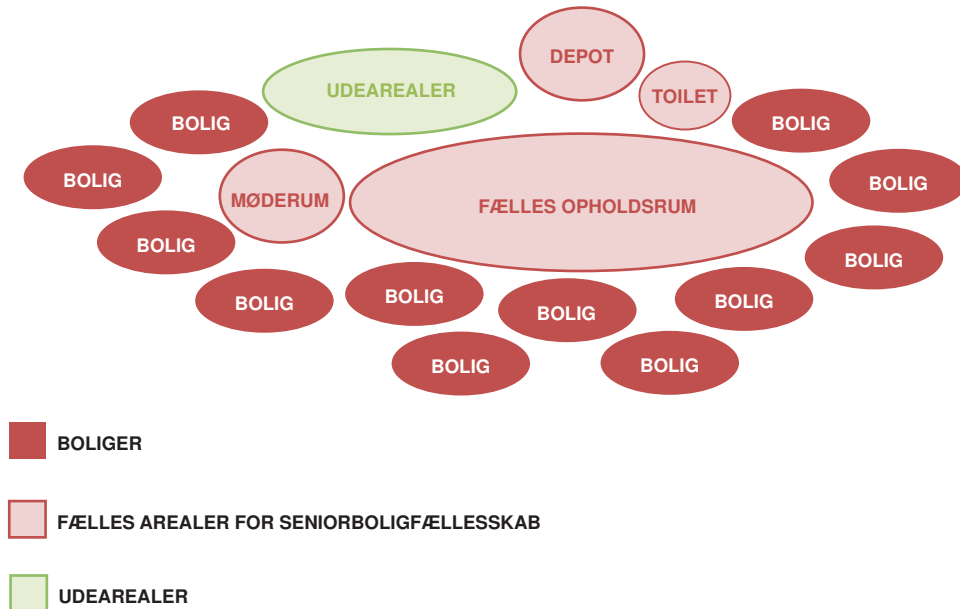 DEPOT
UDEAREALER
TOILET
BOLIG
BOLIG
BOLIG
BOLIG
MØDERUM
FÆLLES OPHOLDSRUM
BOLIG
BOLIG
BOLIG
BOLIG
BOLIG
BOLIG
BOLIG
BOLIG
BOLIG
BOLIGER
FÆLLES AREALER FOR SENIORBOLIGFÆLLESSKAB
UDEAREALER